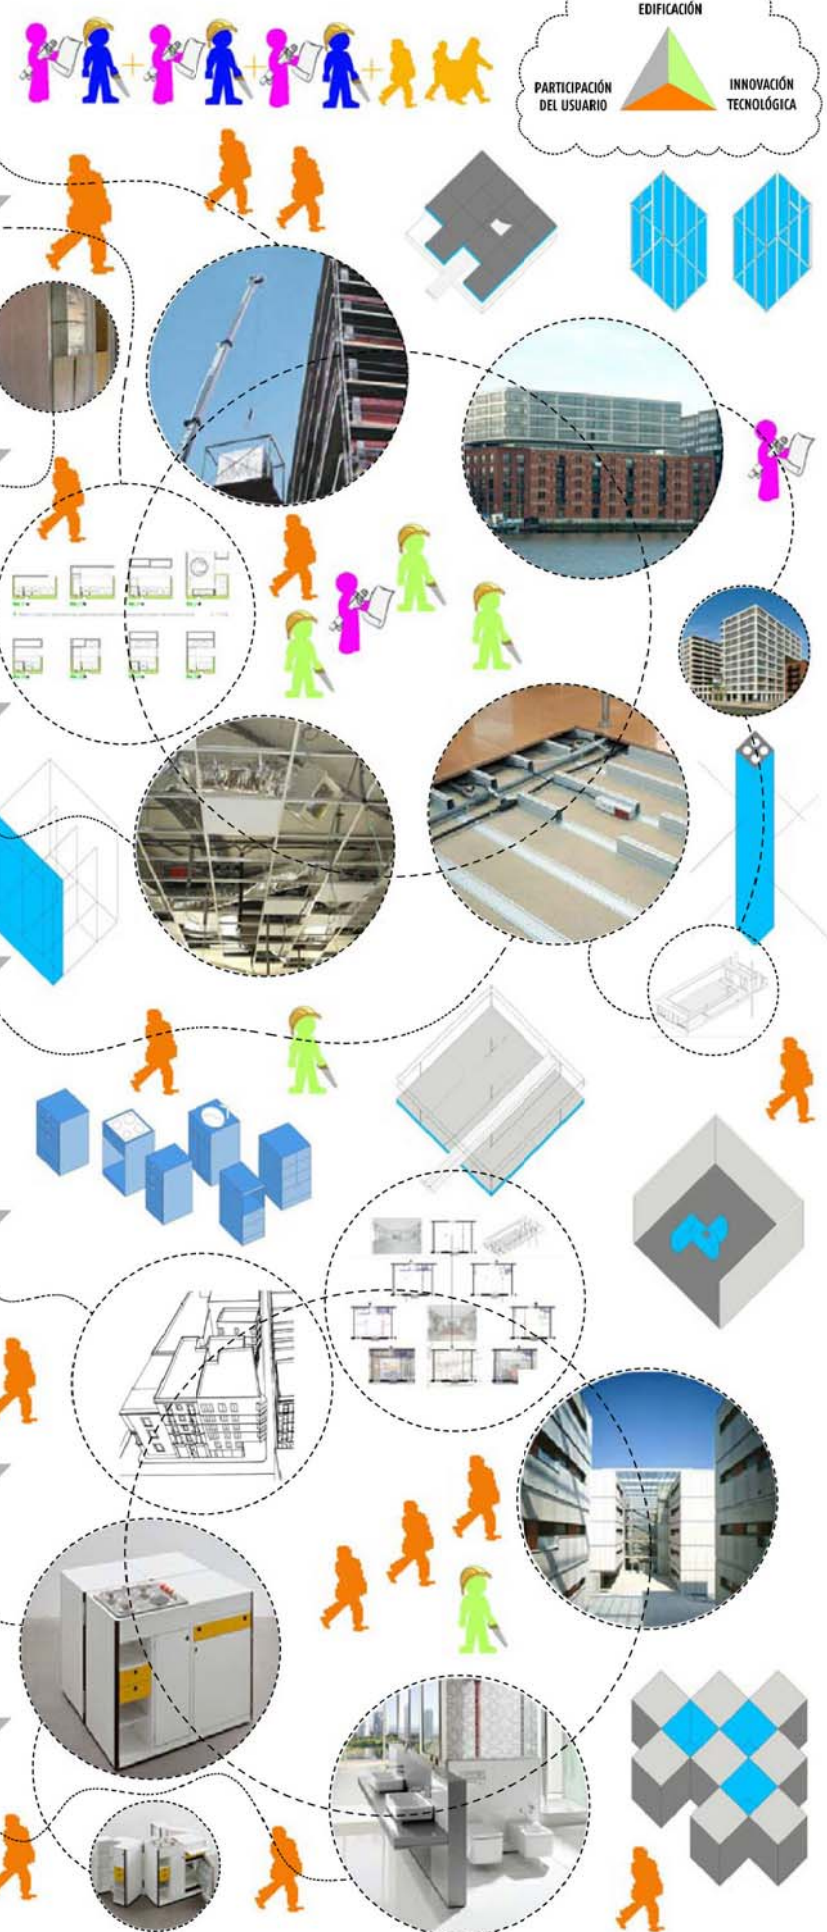 EDIFICACIÓN
PARTICIPACIÓN
DEL USUARIO
INNOVACIÓN
TECNOLÓGICA